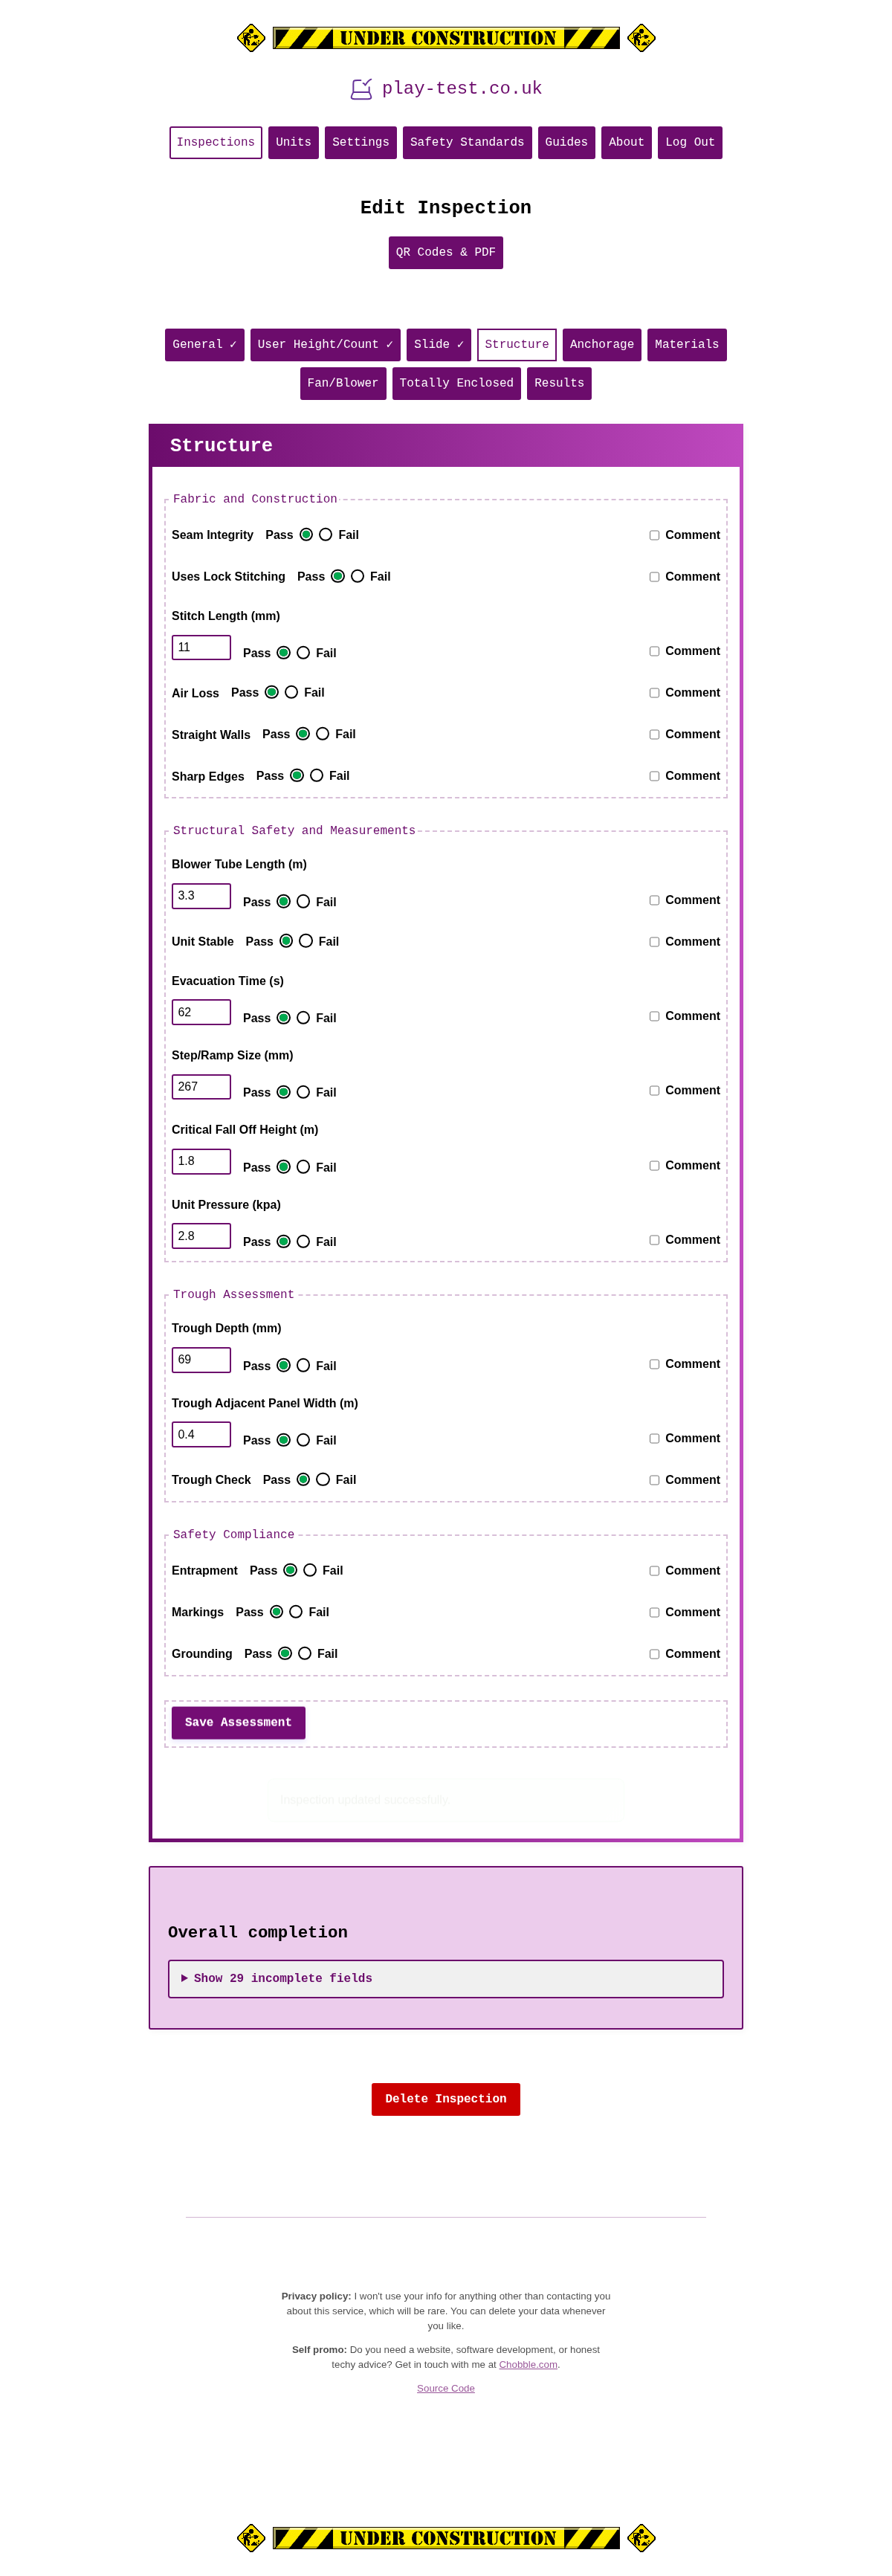 UNDER CONSTRUCTION
play-test.co.uk
Inspections Units Settings Safety Standards Guides About Log Out
Edit Inspection
QR Codes & PDF
General ✓ User Height/Count ✓ Slide ✓ Structure Anchorage Materials
Fan/Blower Totally Enclosed Results
Structure
Fabric and Construction
Seam Integrity Pass Fail Comment
Uses Lock Stitching Pass Fail Comment
Stitch Length (mm)
11 Pass Fail Comment
Air Loss Pass Fail Comment
Straight Walls Pass Fail Comment
Sharp Edges Pass Fail Comment
Structural Safety and Measurements
Blower Tube Length (m)
3.3 Pass Fail Comment
Unit Stable Pass Fail Comment
Evacuation Time (s)
62 Pass Fail Comment
Step/Ramp Size (mm)
267 Pass Fail Comment
Critical Fall Off Height (m)
1.8 Pass Fail Comment
Unit Pressure (kpa)
2.8 Pass Fail Comment
Trough Assessment
Trough Depth (mm)
69 Pass Fail Comment
Trough Adjacent Panel Width (m)
0.4 Pass Fail Comment
Trough Check Pass Fail Comment
Safety Compliance
Entrapment Pass Fail Comment
Markings Pass Fail Comment
Grounding Pass Fail Comment
Save Assessment
Inspection updated successfully.
Overall completion
▶ Show 29 incomplete fields
Delete Inspection
Privacy policy: I won't use your info for anything other than contacting you
about this service, which will be rare. You can delete your data whenever
you like.
Self promo: Do you need a website, software development, or honest
techy advice? Get in touch with me at Chobble.com.
Source Code
UNDER CONSTRUCTION